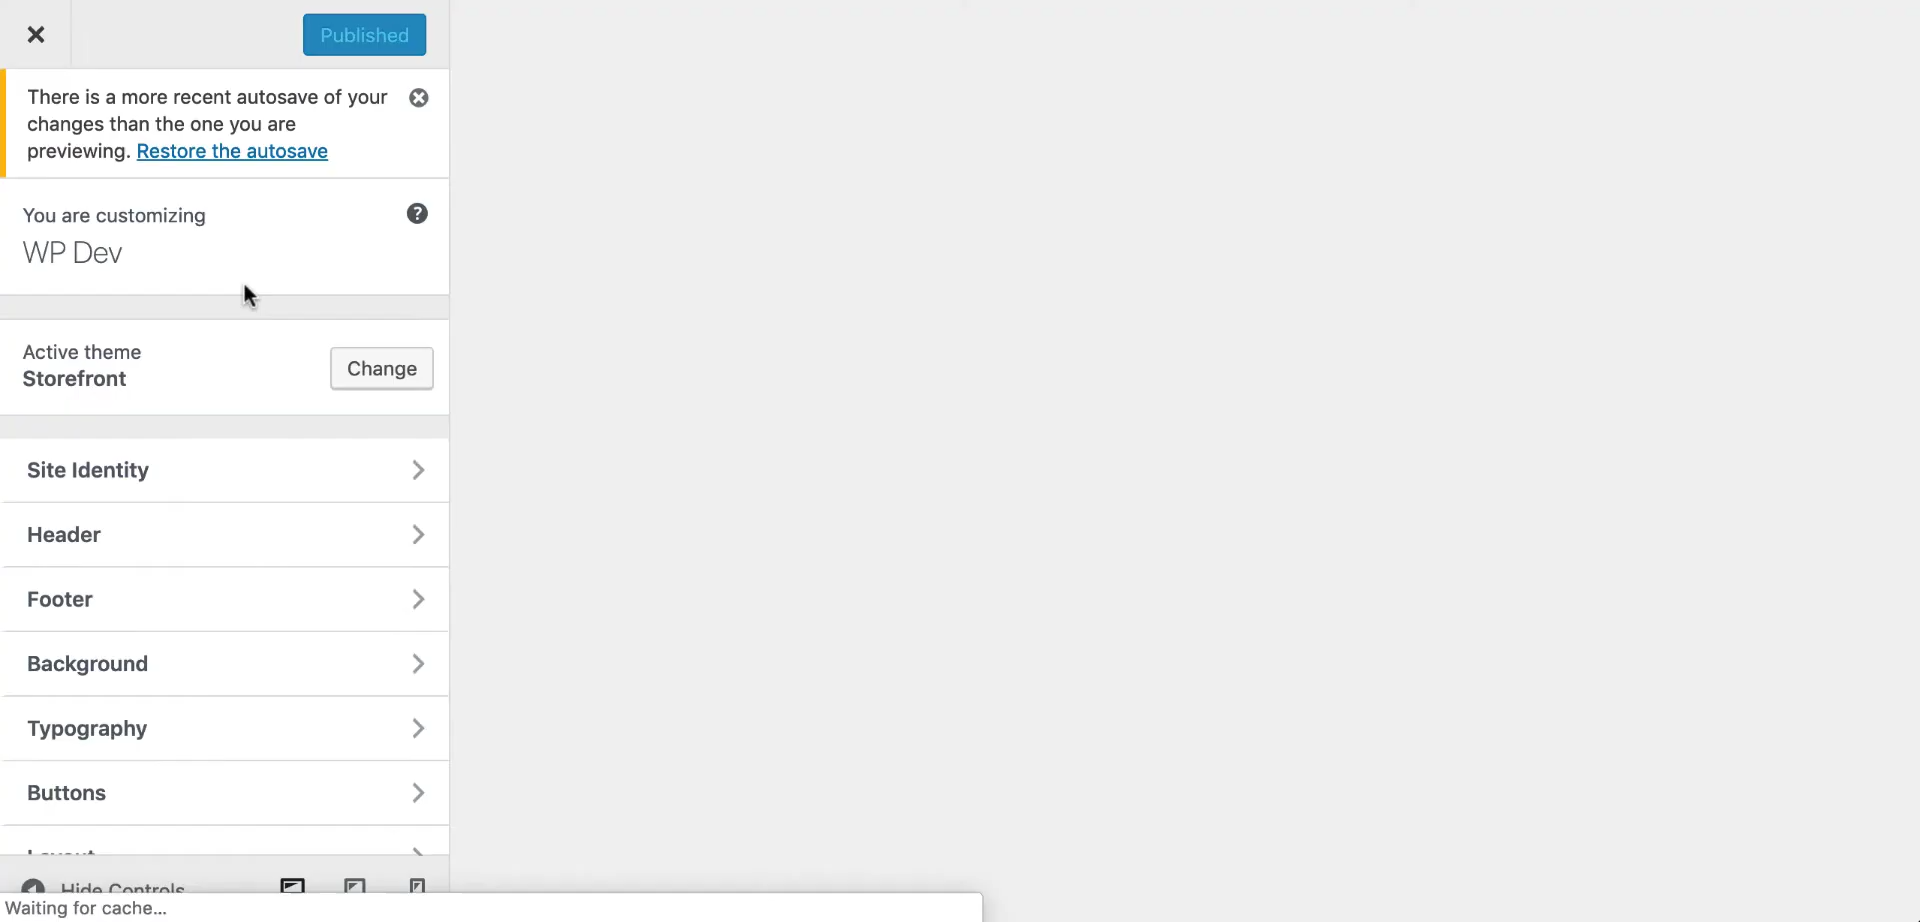 Published
There is a more recent autosave of your
changes than the one you are
previewing. Restore the autosave
You are customizing
WP Dev
Active theme
Storefront
Change
Site Identity
Header
Footer
Background
Typography
Buttons
Layout
Hide Controls
Waiting for cache...